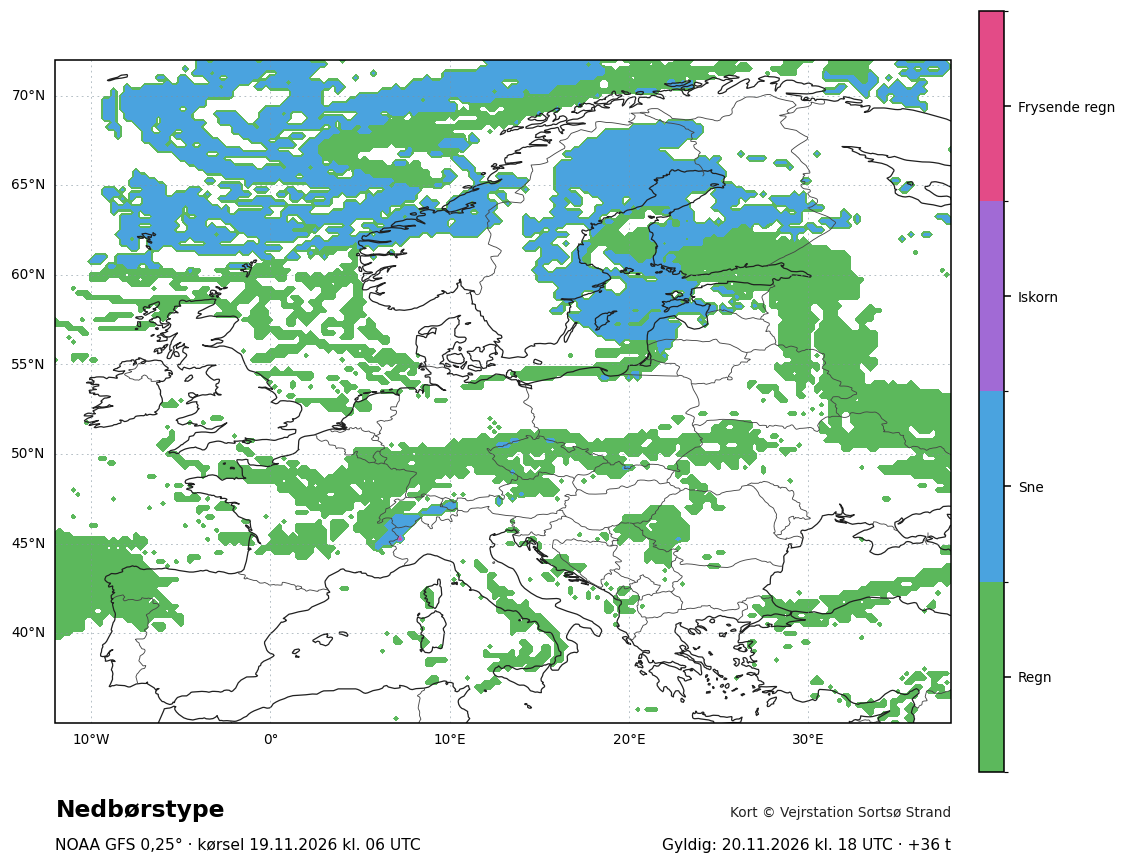 Frysende regn
Iskorn
Sne
Regn
70°N
65°N
60°N
55°N
50°N
45°N
40°N
10°W
0°
10°E
20°E
30°E
Nedbørstype
Kort © Vejrstation Sortsø Strand
NOAA GFS 0,25° · kørsel 19.11.2026 kl. 06 UTC
Gyldig: 20.11.2026 kl. 18 UTC · +36 t